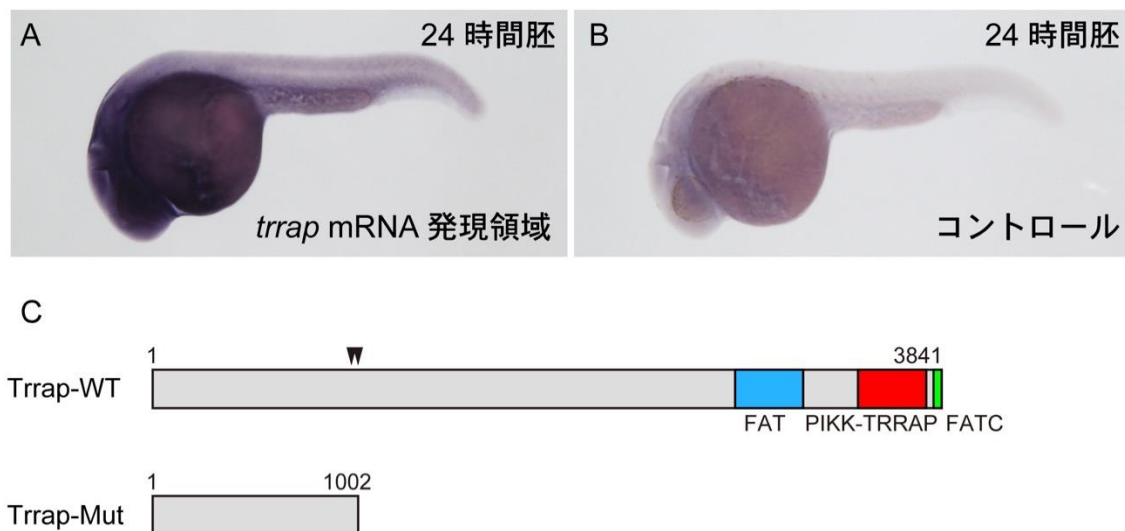 A
24 時間胚
trrap mRNA 発現領域
B
24 時間胚
コントロール
C
1
3841
Trrap-WT
FAT
PIKK-TRRAP
FATC
1
1002
Trrap-Mut